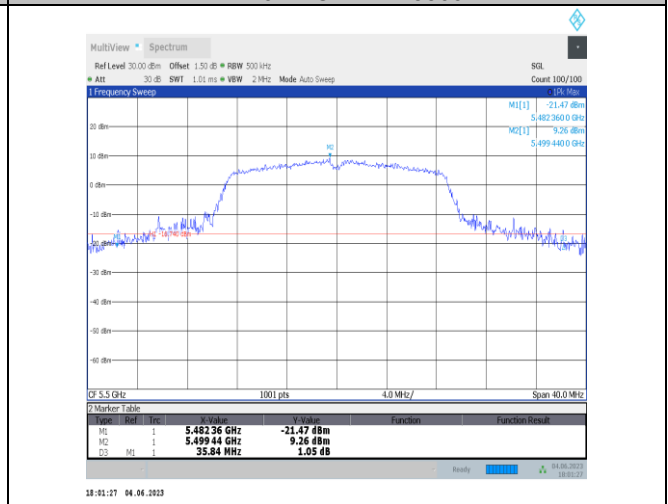 MultiView Spectrum
Ref Level 30.00 dBm Offset 1.50 dB RBW 500 kHz SGL
Att 30 dB SWT 1.01 ms VBW 2 MHz Mode Auto Sweep Count 100/100
1 Frequency Sweep 1Pk Max
M1[1] -21.47 dBm
5.4823600 GHz
M2[1] 9.26 dBm
5.4994400 GHz
20 dBm
M2
10 dBm
0 dBm
-10 dBm
-20 dBm
-30 dBm
-40 dBm
-50 dBm
-60 dBm
CF 5.5 GHz 1001 pts 4.0 MHz/ Span 40.0 MHz
2 Marker Table
Type Ref Trc X-Value Y-Value Function Function Result
M1 1 5.482 36 GHz -21.47 dBm
M2 1 5.499 44 GHz 9.26 dBm
D3 M1 1 35.84 MHz 1.05 dB
Ready 04.06.2023
18:01:27
18:01:27 04.06.2023